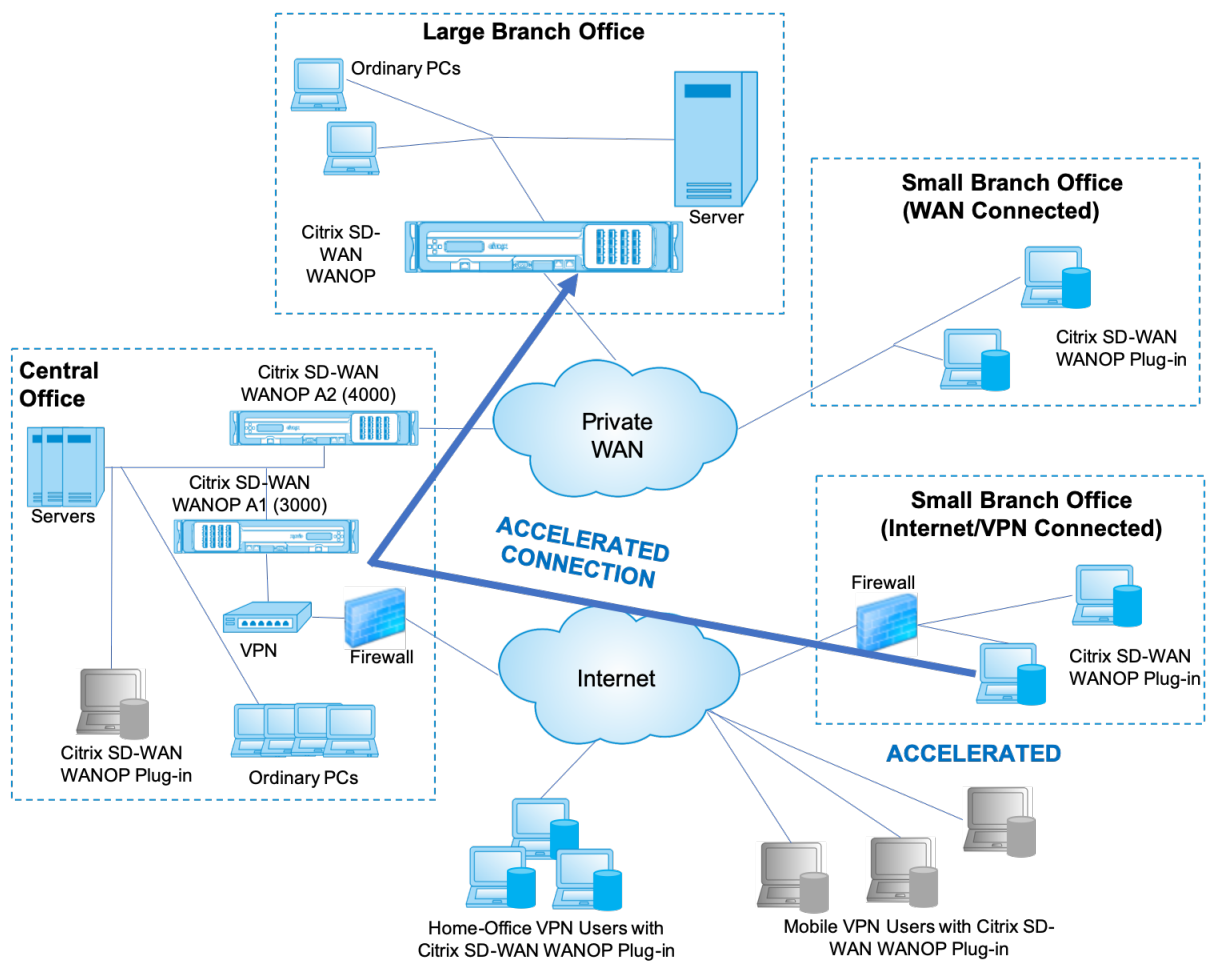 Large Branch Office
Ordinary PCs
Server
Citrix SD-
WAN
WANOP
Small Branch Office
(WAN Connected)
Citrix SD-WAN
WANOP Plug-in
Central
Office
Citrix SD-WAN
WANOP A2 (4000)
Servers
Citrix SD-WAN
WANOP A1 (3000)
VPN
Firewall
Citrix SD-WAN
WANOP Plug-in
Ordinary PCs
Private
WAN
ACCELERATED
CONNECTION
Internet
Small Branch Office
(Internet/VPN Connected)
Firewall
Citrix SD-WAN
WANOP Plug-in
ACCELERATED
Home-Office VPN Users with
Citrix SD-WAN WANOP Plug-in
Mobile VPN Users with Citrix SD-
WAN WANOP Plug-in